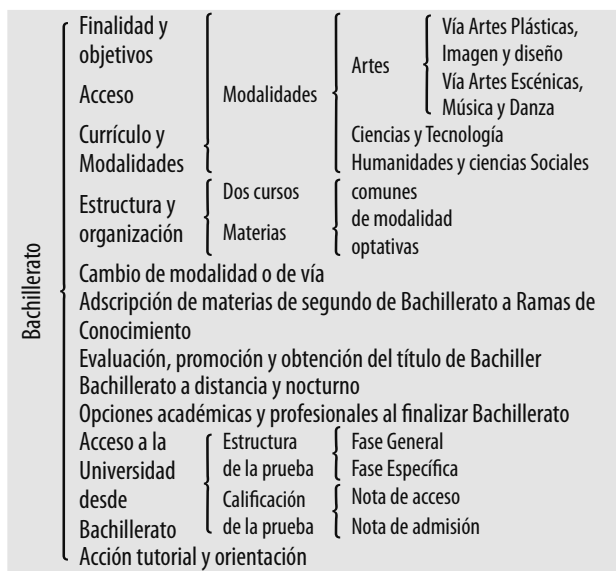 Bachillerato
Finalidad y
objetivos
Acceso
Currículo y
Modalidades
Modalidades
Artes
Vía Artes Plásticas,
Imagen y diseño
Vía Artes Escénicas,
Música y Danza
Ciencias y Tecnología
Humanidades y ciencias Sociales
Estructura y
organización
Dos cursos
Materias
comunes
de modalidad
optativas
Cambio de modalidad o de vía
Adscripción de materias de segundo de Bachillerato a Ramas de
Conocimiento
Evaluación, promoción y obtención del título de Bachiller
Bachillerato a distancia y nocturno
Opciones académicas y profesionales al finalizar Bachillerato
Acceso a la
Universidad
desde
Bachillerato
Estructura
de la prueba
Fase General
Fase Específica
Calificación
de la prueba
Nota de acceso
Nota de admisión
Acción tutorial y orientación